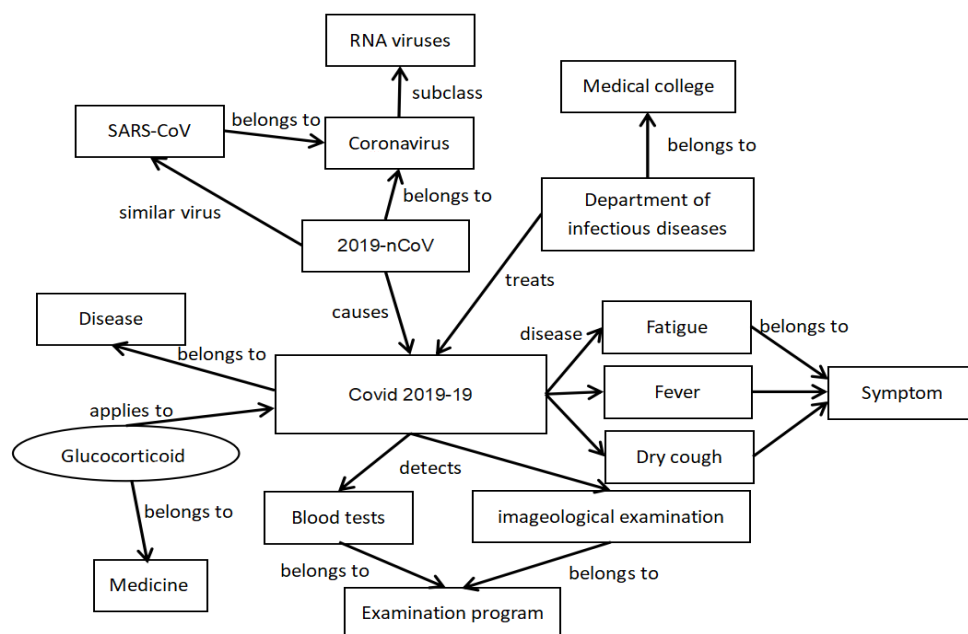 RNA viruses
subclass
Medical college
SARS-CoV
belongs to
Coronavirus
belongs to
belongs to
similar virus
2019-nCoV
Department of
infectious diseases
causes
treats
Disease
belongs to
disease
Fatigue
belongs to
Covid 2019-19
Fever
Symptom
applies to
Glucocorticoid
Dry cough
detects
belongs to
Blood tests
imageological examination
Medicine
belongs to
belongs to
Examination program